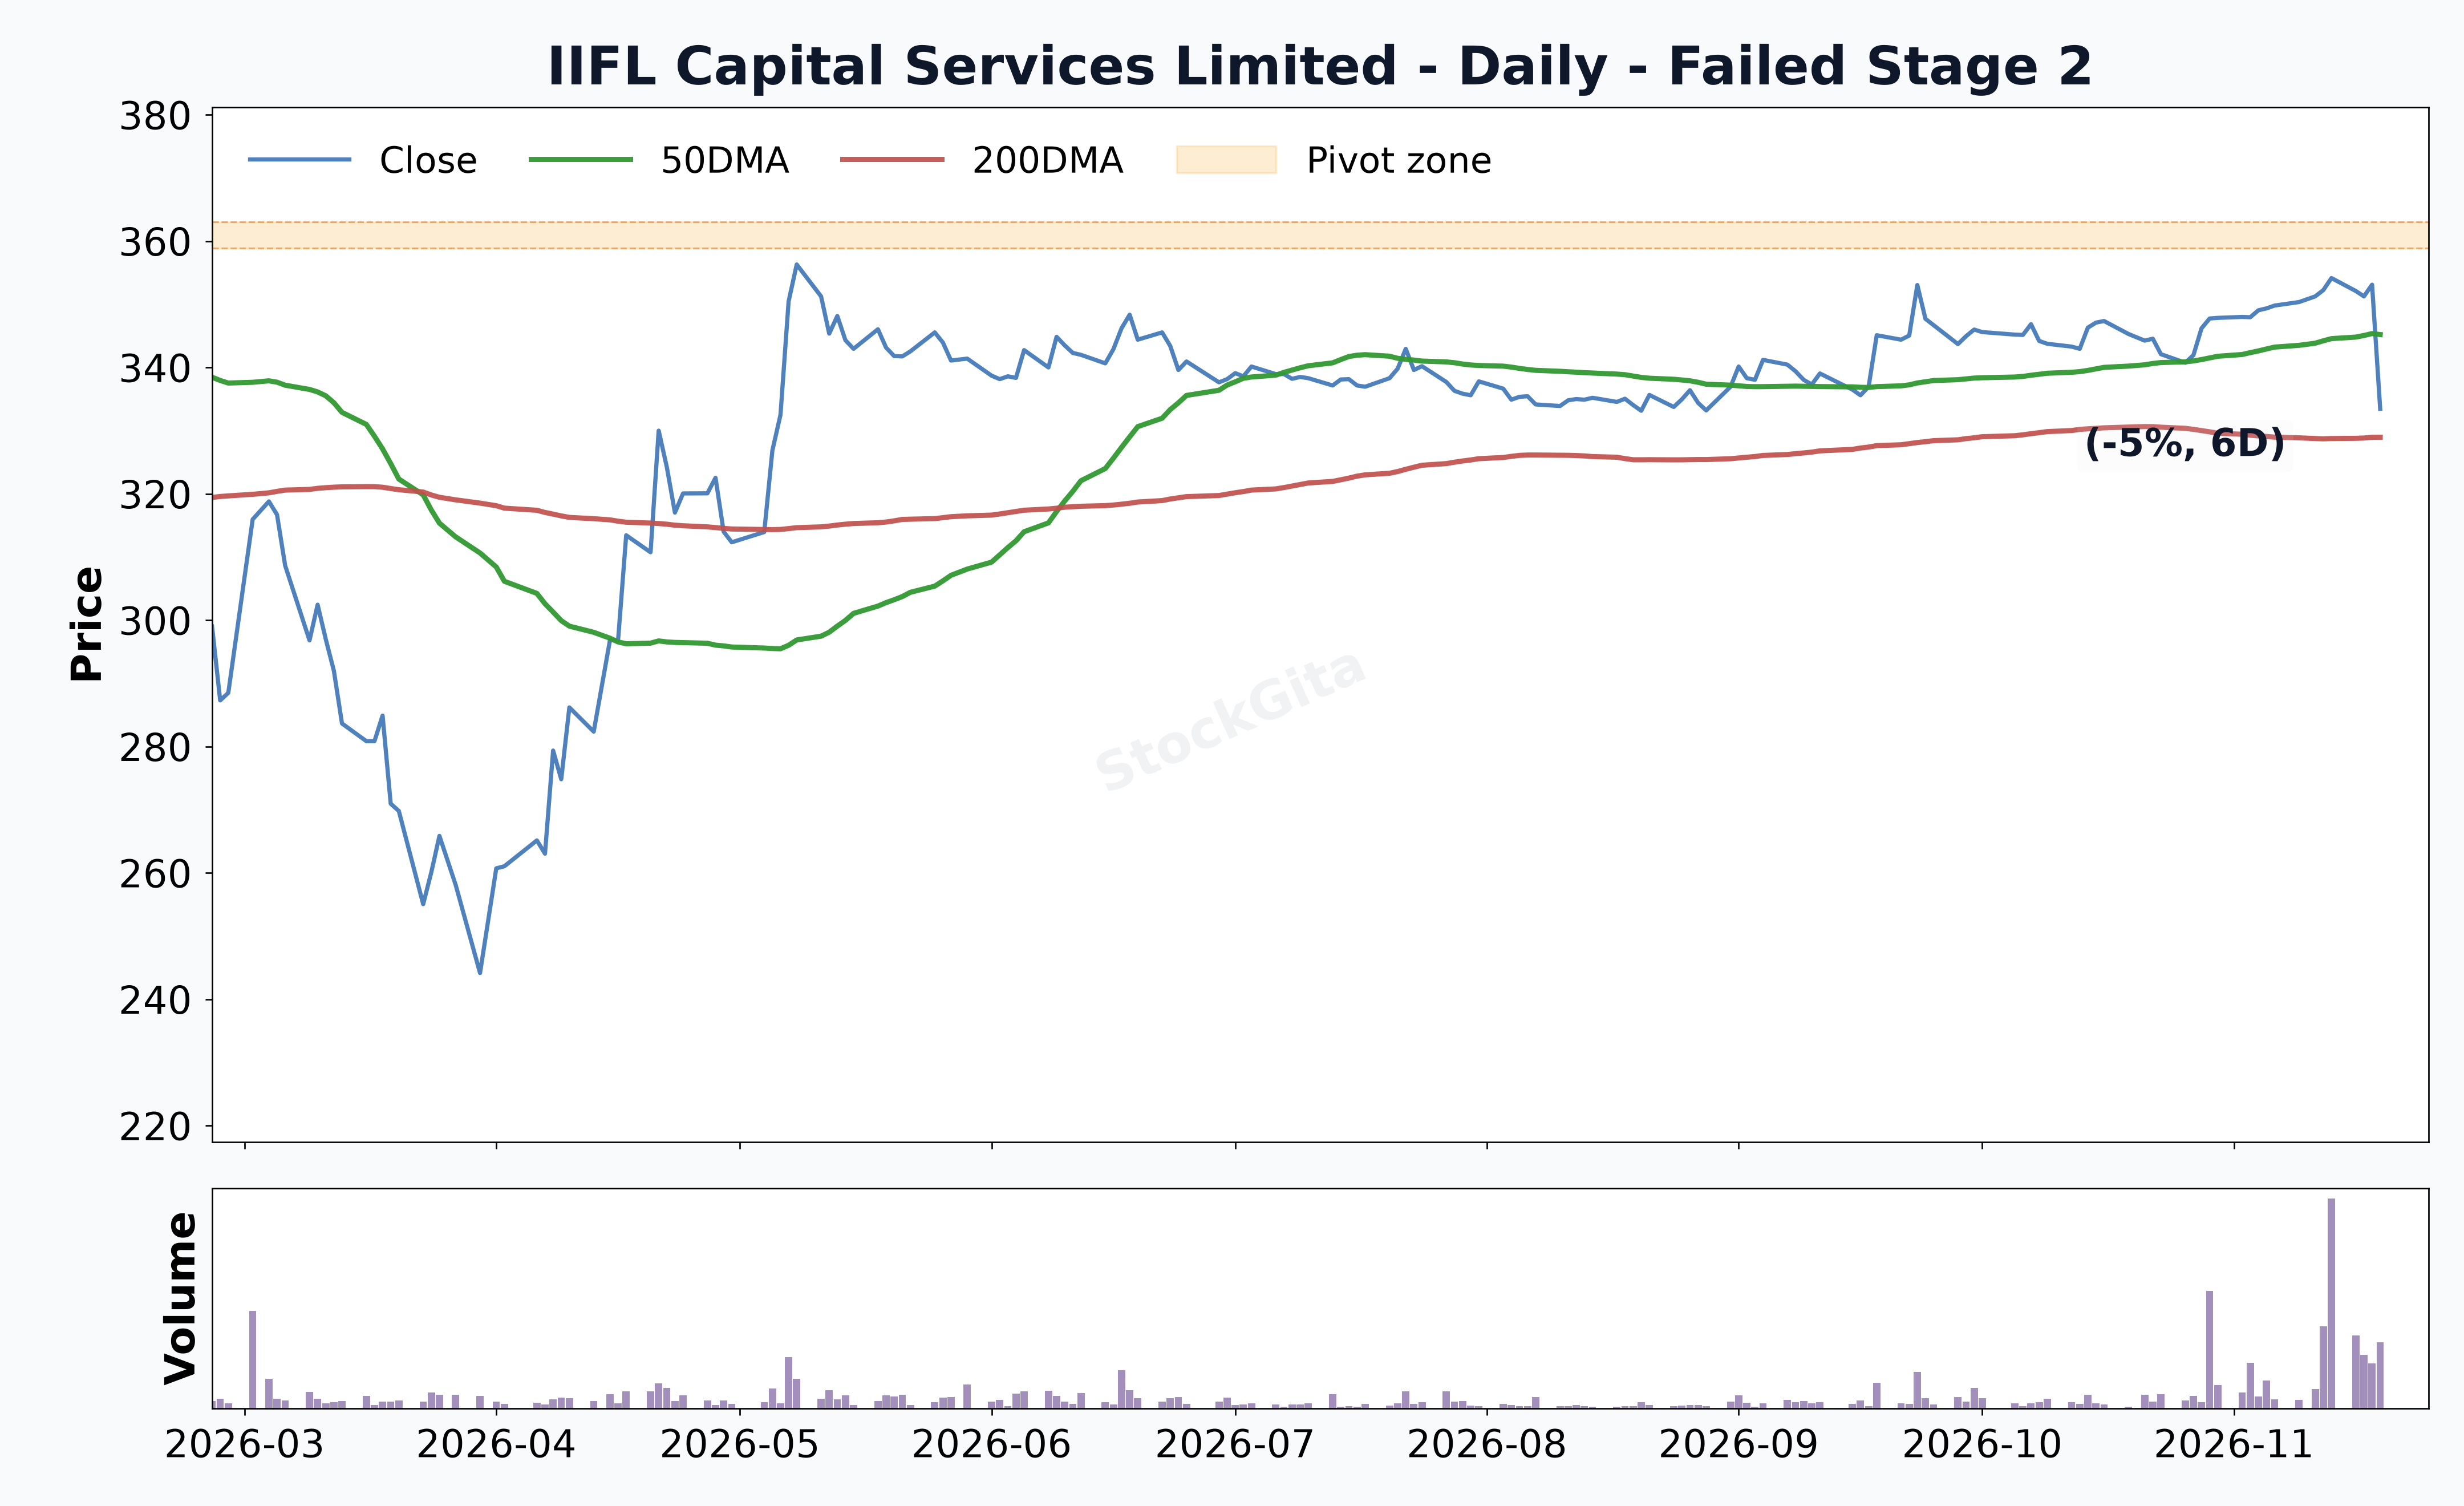 IIFL Capital Services Limited - Daily - Failed Stage 2
Close 50DMA 200DMA Pivot zone
380
360
340
320
300
280
260
240
220
Price
(-5%, 6D)
StockGita
Volume
2026-03 2026-04 2026-05 2026-06 2026-07 2026-08 2026-09 2026-10 2026-11